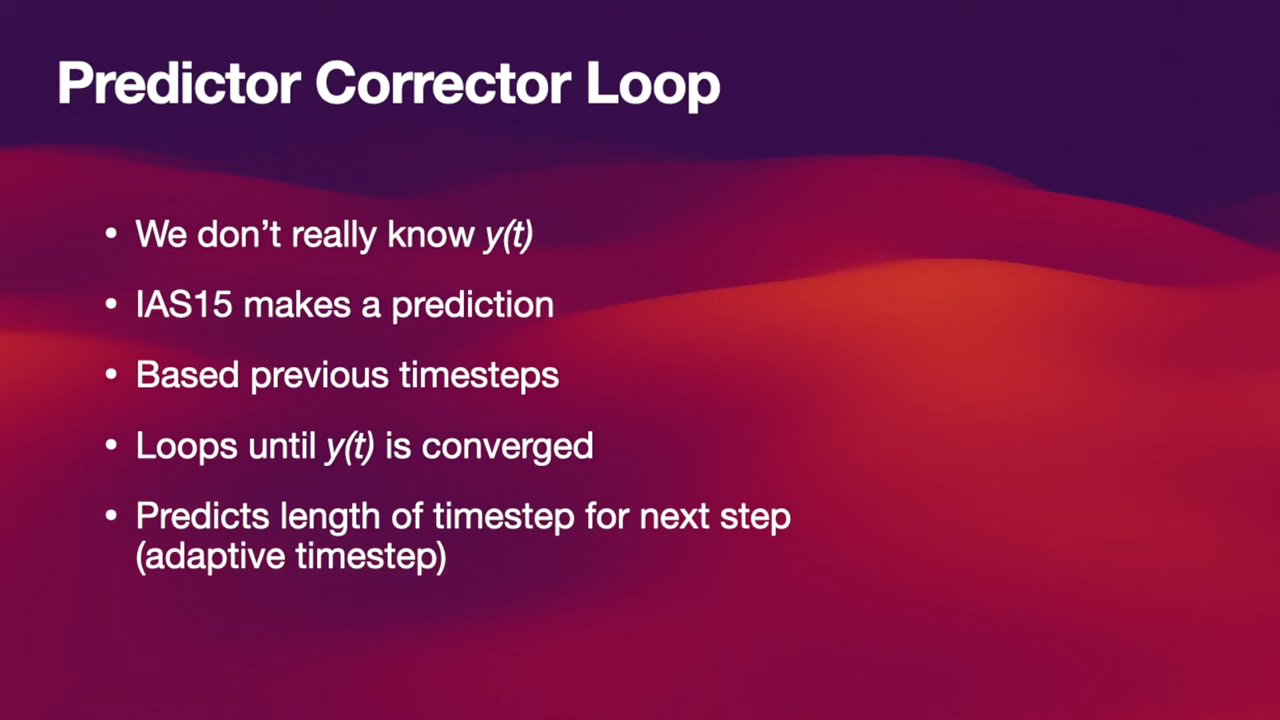 Predictor Corrector Loop
• We don’t really know y(t)
• IAS15 makes a prediction
• Based previous timesteps
• Loops until y(t) is converged
• Predicts length of timestep for next step
(adaptive timestep)